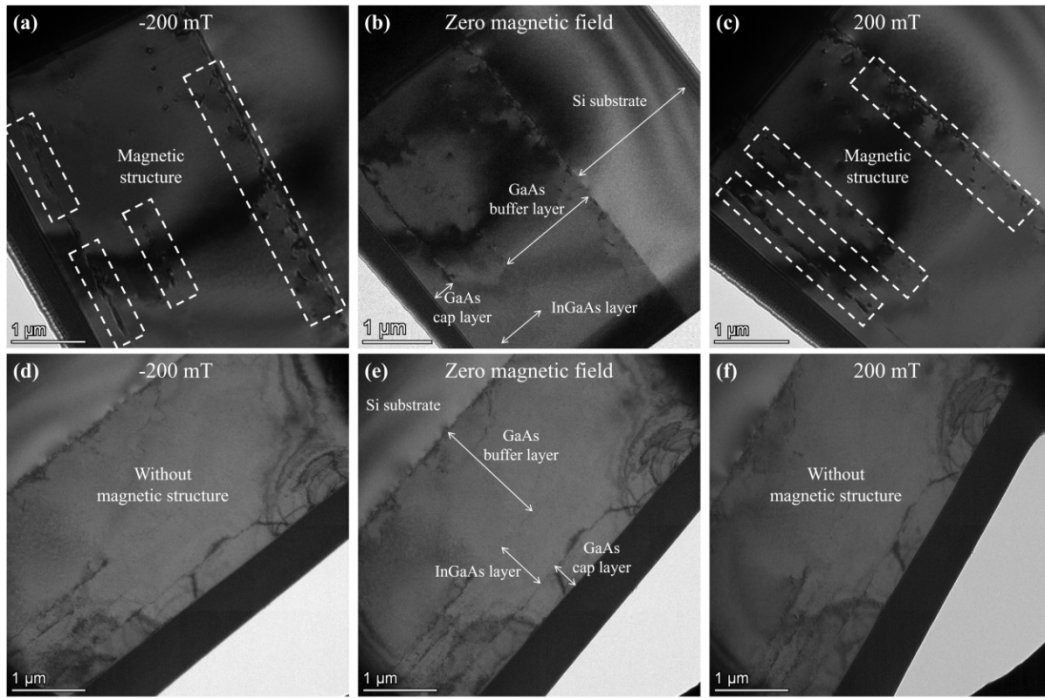 (a) -200 mT
Magnetic
structure
1 μm
(b) Zero magnetic field
Si substrate
GaAs
buffer layer
GaAs
cap layer
InGaAs layer
1 μm
(c) 200 mT
Magnetic
structure
1 μm
(d) -200 mT
Without
magnetic structure
1 μm
(e) Zero magnetic field
Si substrate
GaAs
buffer layer
InGaAs layer
GaAs
cap layer
1 μm
(f) 200 mT
Without
magnetic structure
1 μm